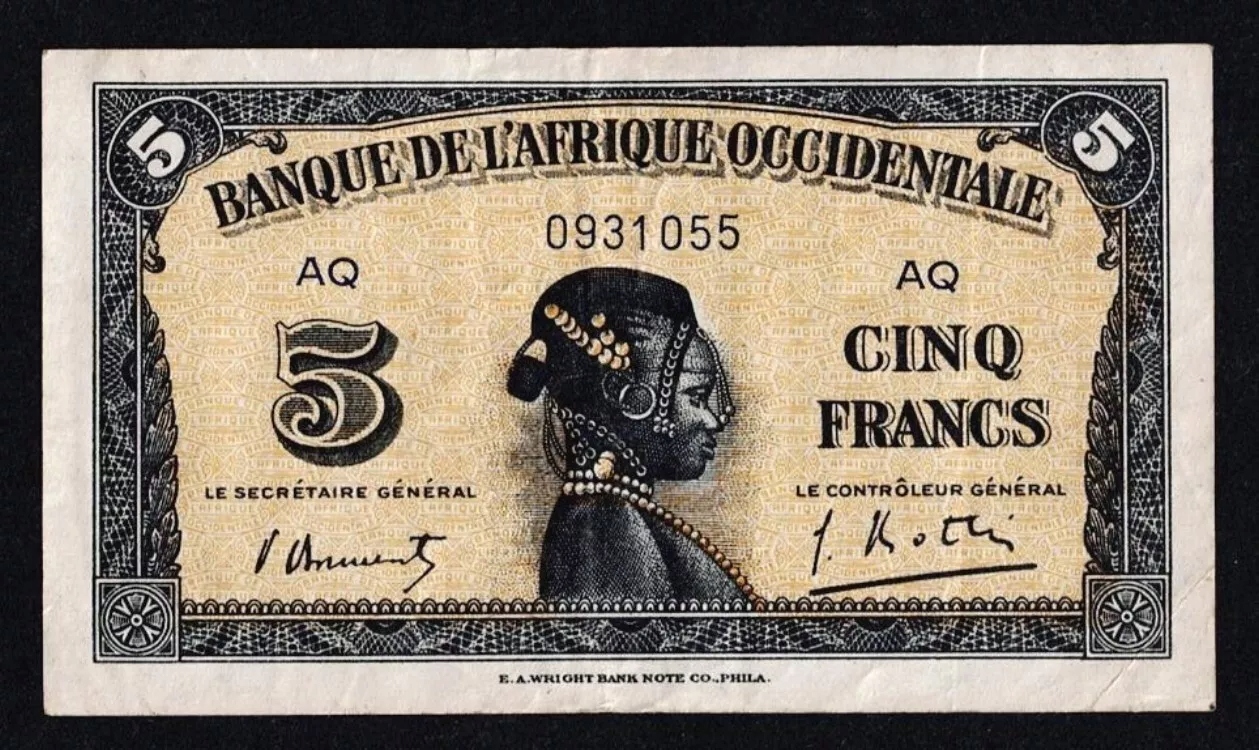 5 5
BANQUE DE L'AFRIQUE OCCIDENTALE
0931055
AQ AQ
5 CINQ
FRANCS
LE SECRÉTAIRE GÉNÉRAL LE CONTRÔLEUR GÉNÉRAL
E.A.WRIGHT BANK NOTE CO.,PHILA.